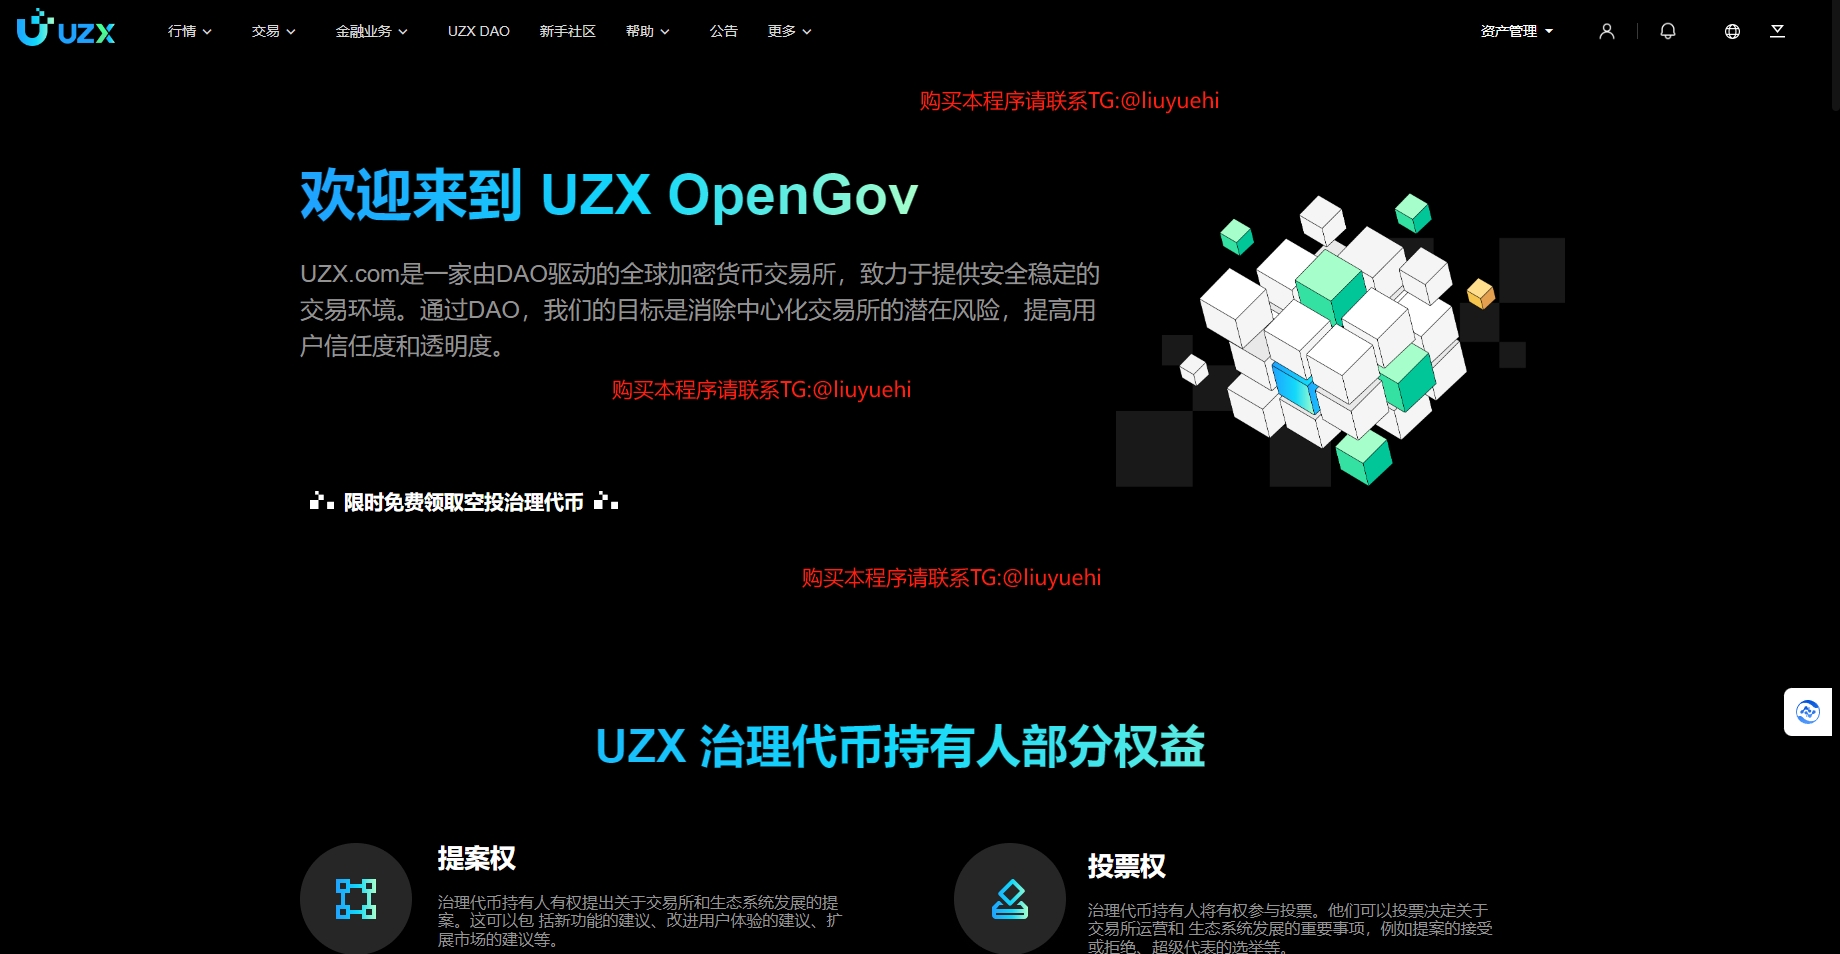 UZX 行情 交易 金融业务 UZX DAO 新手社区 帮助 公告 更多 资产管理
购买本程序请联系TG:@liuyuehi
欢迎来到 UZX OpenGov
UZX.com是一家由DAO驱动的全球加密货币交易所，致力于提供安全稳定的
交易环境。通过DAO，我们的目标是消除中心化交易所的潜在风险，提高用
户信任度和透明度。
购买本程序请联系TG:@liuyuehi
限时免费领取空投治理代币
购买本程序请联系TG:@liuyuehi
UZX 治理代币持有人部分权益
提案权
治理代币持有人有权提出关于交易所和生态系统发展的提
案。这可以包 括新功能的建议、改进用户体验的建议、扩
展市场的建议等。
投票权
治理代币持有人将有权参与投票。他们可以投票决定关于
交易所运营和 生态系统发展的重要事项，例如提案的接受
或拒绝、超级代表的选举等。